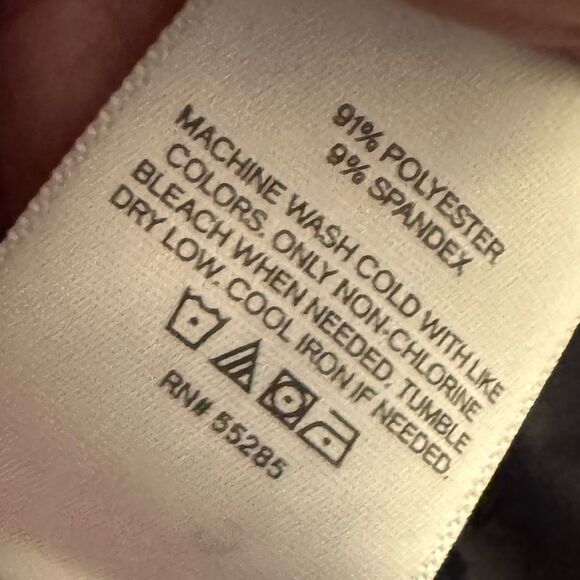 91% POLYESTER
9% SPANDEX
MACHINE WASH COLD WITH LIKE
COLORS, ONLY NON-CHLORINE
BLEACH WHEN NEEDED, TUMBLE
DRY LOW. COOL IRON IF NEEDED,
RN# 55285